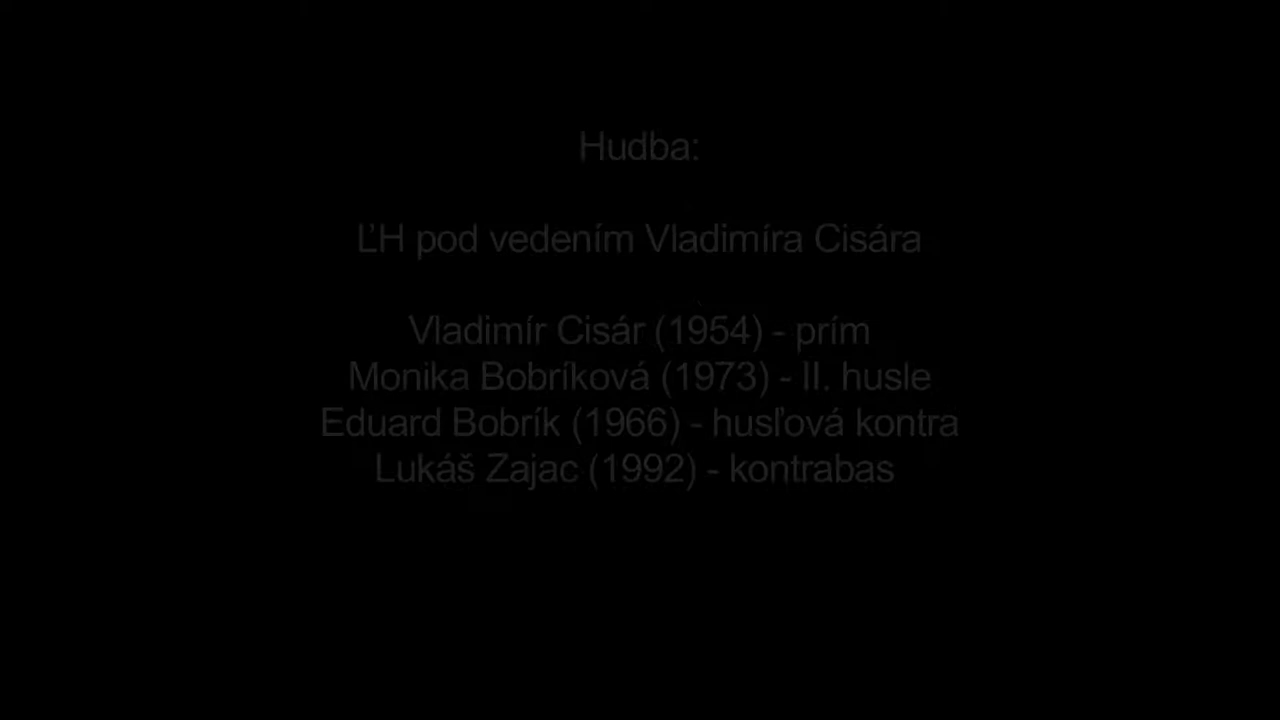 Hudba:
ĽH pod vedením Vladimíra Cisára
Vladimír Cisár (1954) - prím
Monika Bobríková (1973) - II. husle
Eduard Bobrík (1966) - husľová kontra
Lukáš Zajac (1992) - kontrabas